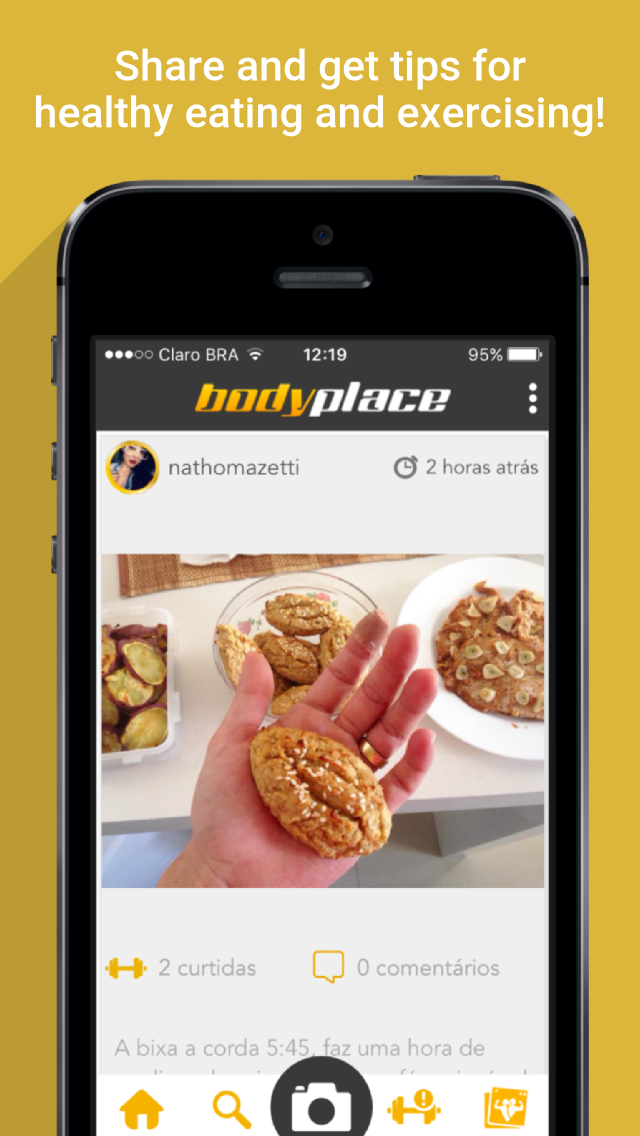 Share and get tips for
healthy eating and exercising!
Claro BRA 12:19 95%
bodyplace
nathomazetti 2 horas atrás
2 curtidas 0 comentários
A bixa a corda 5:45, faz uma hora de